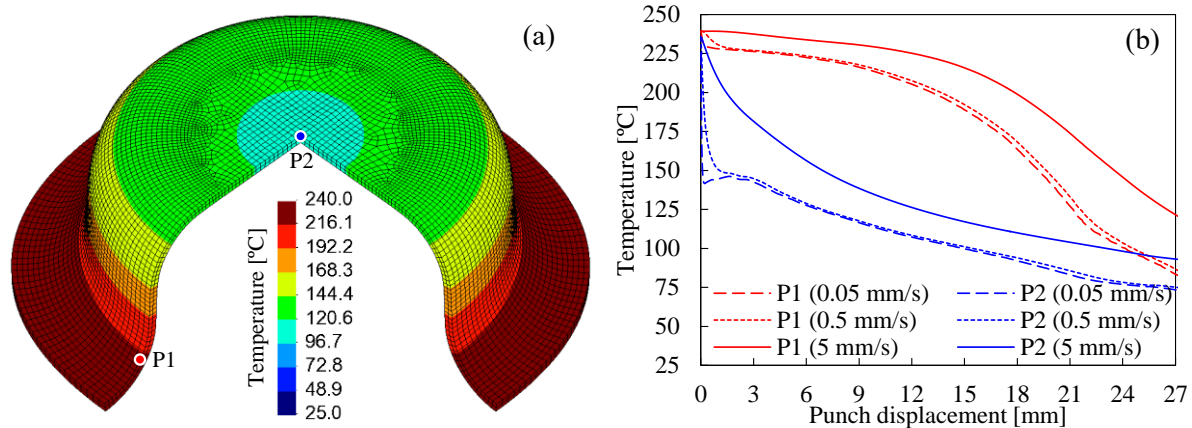 (a)
P2
P1
Temperature [ºC]
240.0
216.1
192.2
168.3
144.4
120.6
96.7
72.8
48.9
25.0
(b)
Temperature [ºC]
250
225
200
175
150
125
100
75
50
25
P1 (0.05 mm/s)
P1 (0.5 mm/s)
P1 (5 mm/s)
P2 (0.05 mm/s)
P2 (0.5 mm/s)
P2 (5 mm/s)
0 3 6 9 12 15 18 21 24 27
Punch displacement [mm]